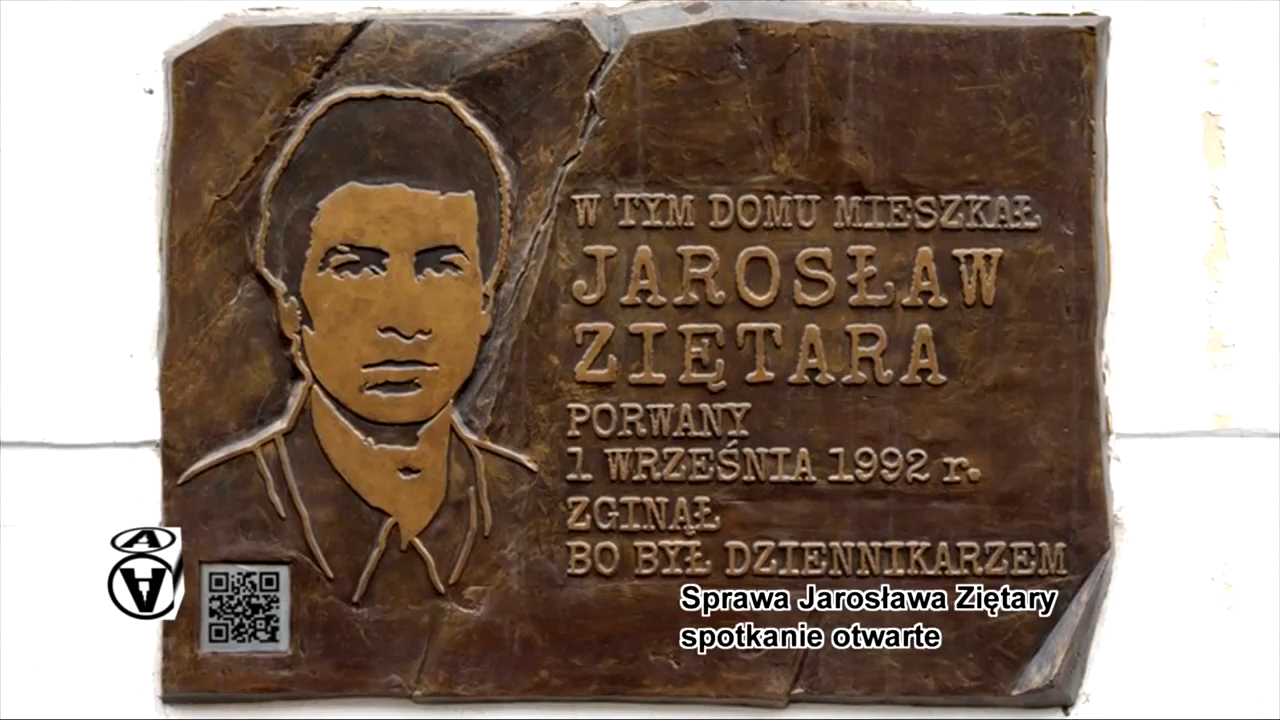 W TYM DOMU MIESZKAŁ
JAROSŁAW
ZIĘTARA
PORWANY
1 WRZEŚNIA 1992 r.
ZGINĄŁ
BO BYŁ DZIENNIKARZEM
Sprawa Jarosława Ziętary
spotkanie otwarte